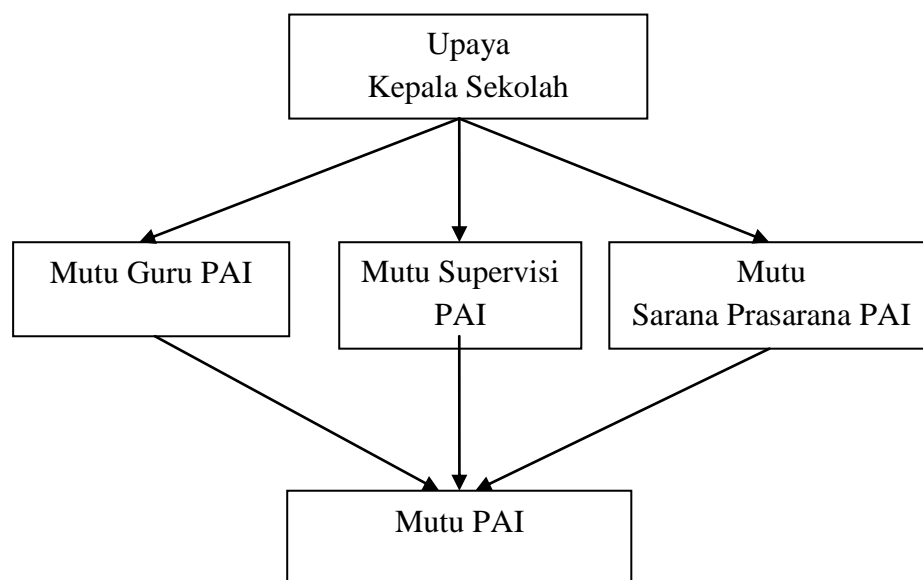 Upaya
Kepala Sekolah
Mutu Guru PAI
Mutu Supervisi
PAI
Mutu
Sarana Prasarana PAI
Mutu PAI